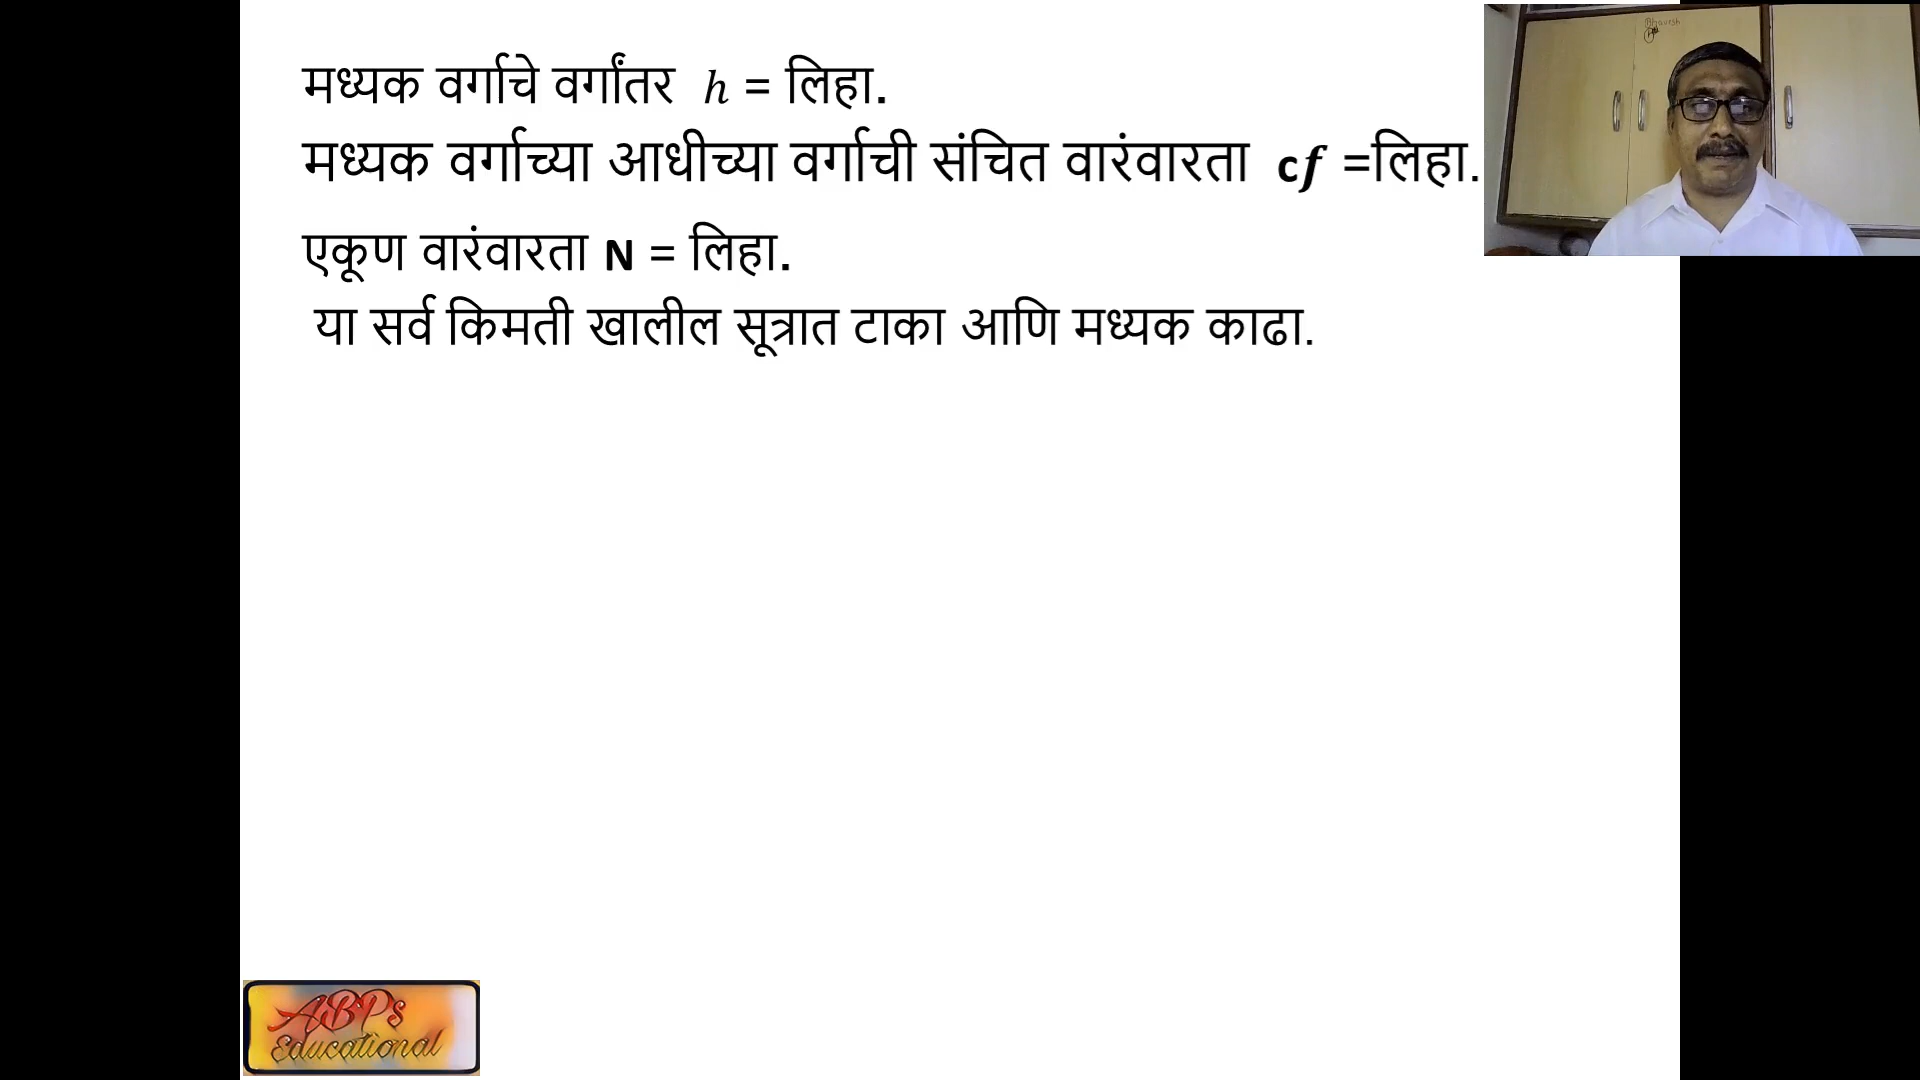 मध्यक वर्गाचे वर्गांतर h = लिहा.
मध्यक वर्गाच्या आधीच्या वर्गाची संचित वारंवारता cf =लिहा.
एकूण वारंवारता N = लिहा.
या सर्व किमती खालील सूत्रात टाका आणि मध्यक काढा.
Bhavesh
ABPs
Educational